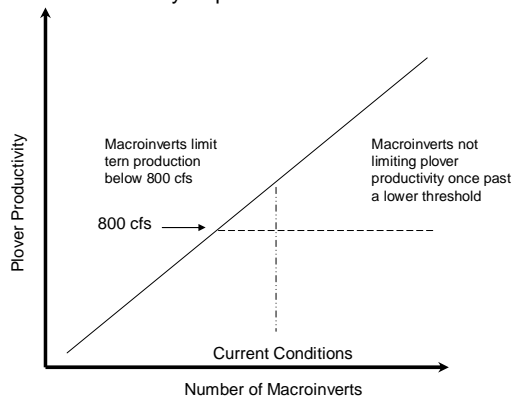 Macroinverts limit
tern production
below 800 cfs
Macroinverts not
limiting plover
productivity once past
a lower threshold
800 cfs
Plover Productivity
Current Conditions
Number of Macroinverts